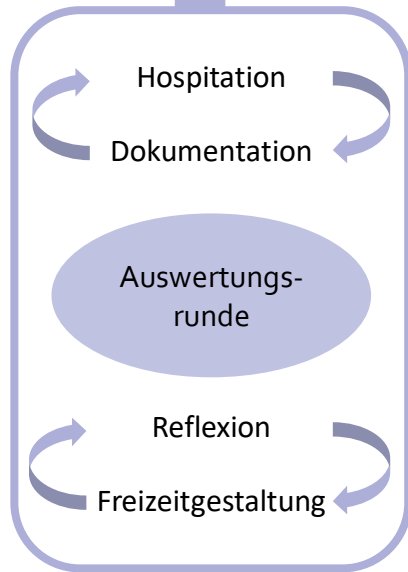 Hospitation
Dokumentation
Auswertungs-
runde
Reflexion
Freizeitgestaltung